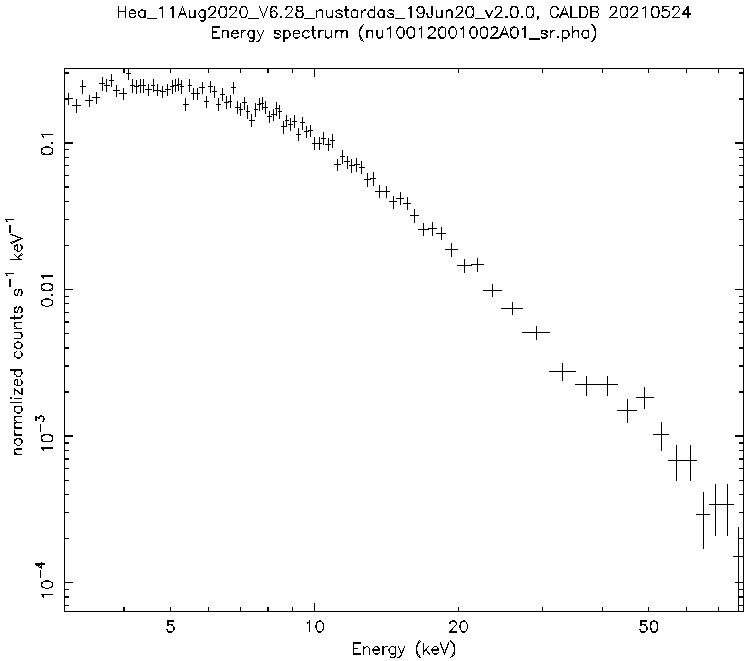 Hea_11Aug2020_V6.28_nustardas_19Jun20_v2.0.0, CALDB 20210524
Energy spectrum (nu10012001002A01_sr.pha)
normalized counts s⁻¹ keV⁻¹
0.1
0.01
10⁻³
10⁻⁴
5 10 20 50
Energy (keV)